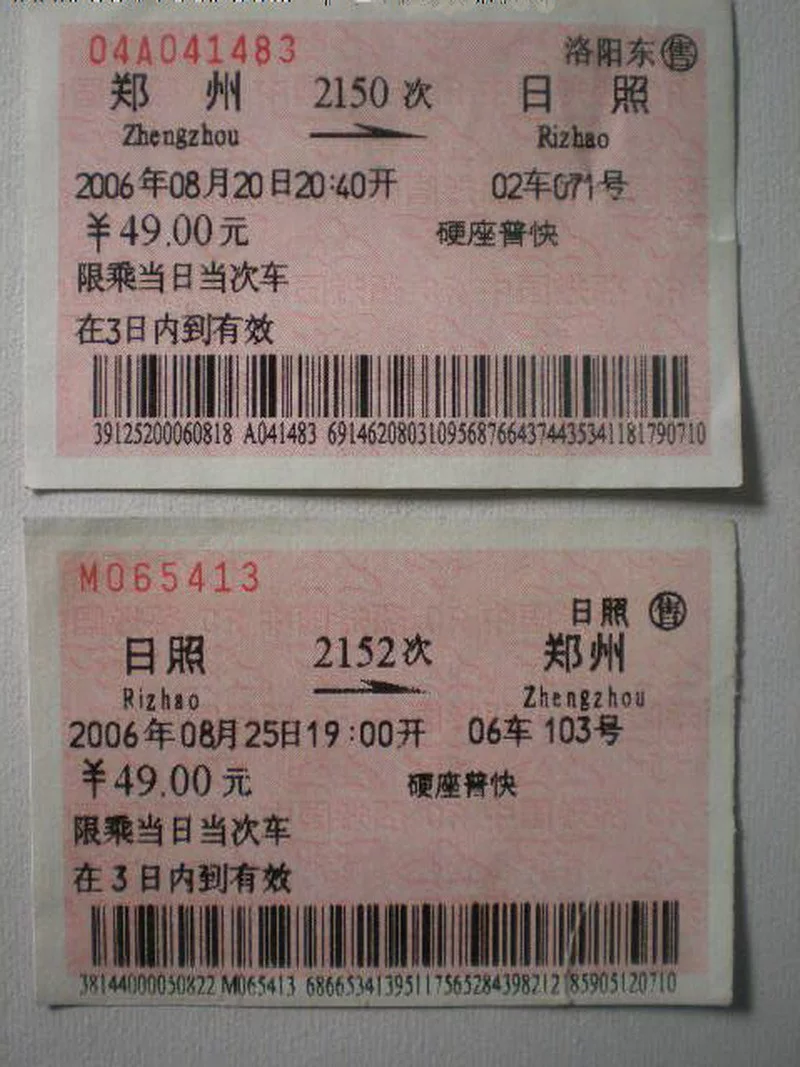 04A041483
洛阳东 售
郑州 2150次 日照
Zhengzhou Rizhao
2006年08月20日20:40开 02车071号
¥49.00元 硬座普快
限乘当日当次车
在3日内到有效
39125200060818 A041483 69146208031095687664374435341181790710
M065413
日照 售
日照 2152次 郑州
Rizhao Zhengzhou
2006年08月25日19:00开 06车103号
¥49.00元 硬座普快
限乘当日当次车
在3日内到有效
38144000050822 M065413